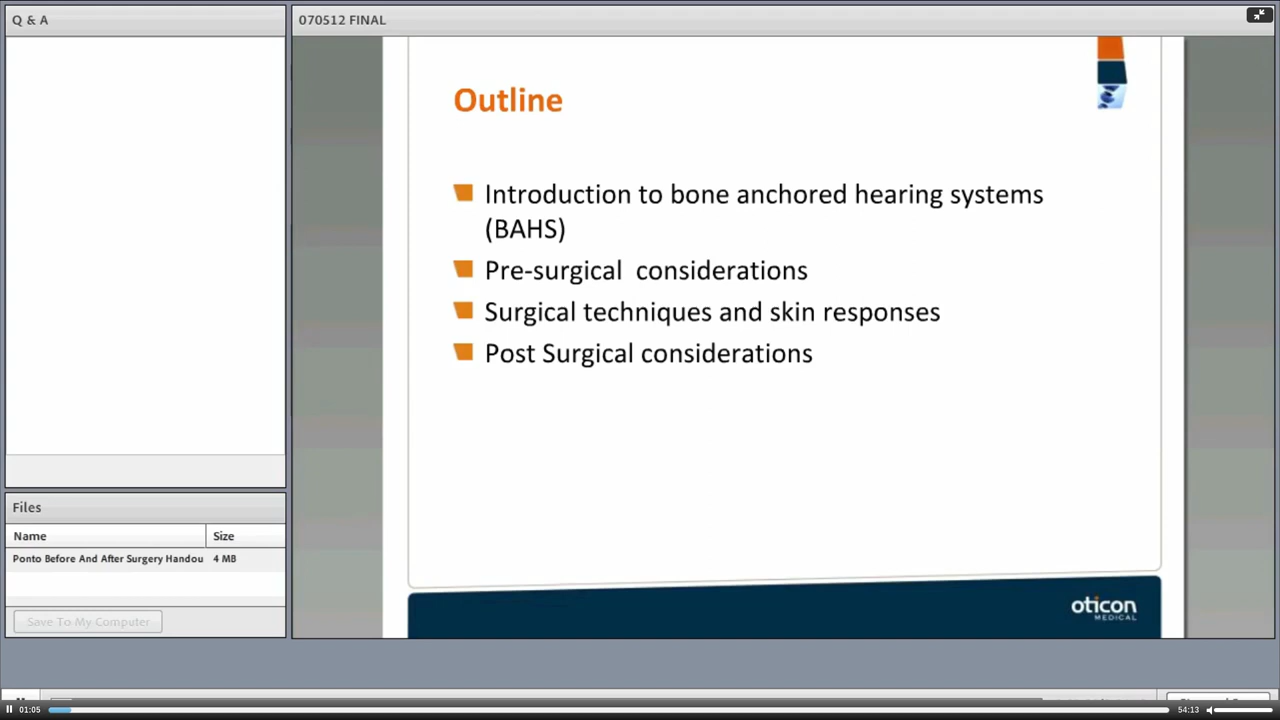 Q & A
070512 FINAL
Outline
Introduction to bone anchored hearing systems
(BAHS)
Pre-surgical  considerations
Surgical techniques and skin responses
Post Surgical considerations
Files
Name Size
Ponto Before And After Surgery Handou 4 MB
Save To My Computer
oticon
MEDICAL
01:05
54:13